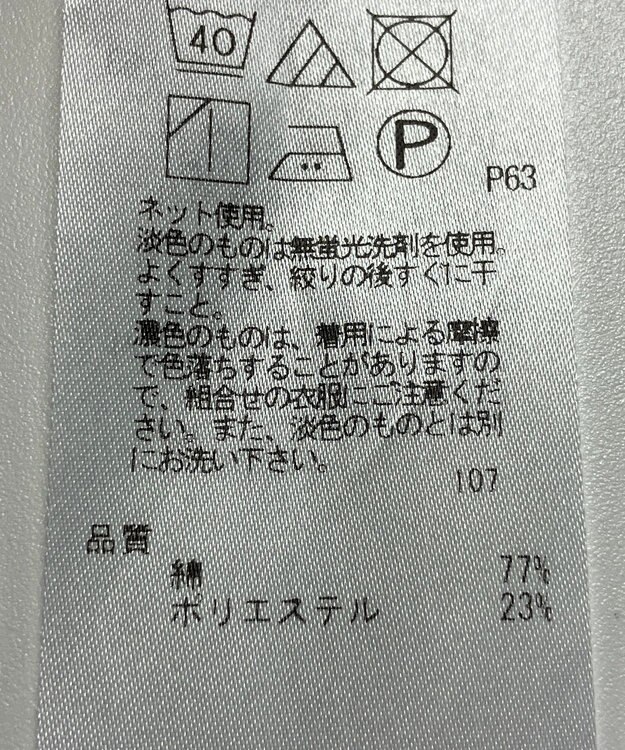 40
P
P63
ネット使用。
淡色のものは無蛍光洗剤を使用。
よくすすぎ、絞りの後すぐに干
すこと。
濃色のものは、着用による摩擦
で色落ちすることがありますの
で、組合せの衣服にご注意くだ
さい。また、淡色のものとは別
にお洗い下さい。
107
品質
綿 77%
ポリエステル 23%